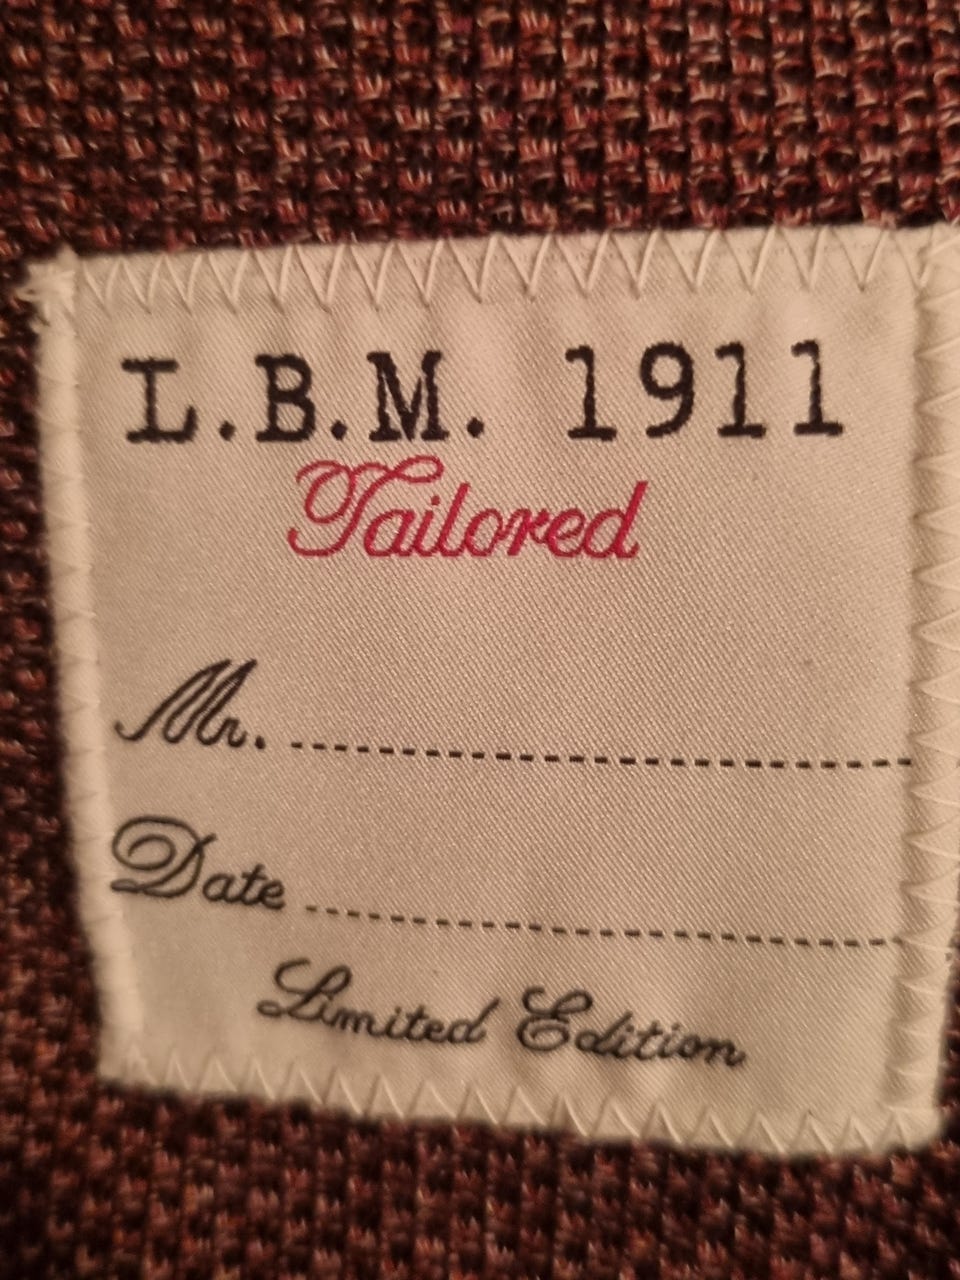 L.B.M. 1911
Tailored
Mr.
Date
Limited Edition